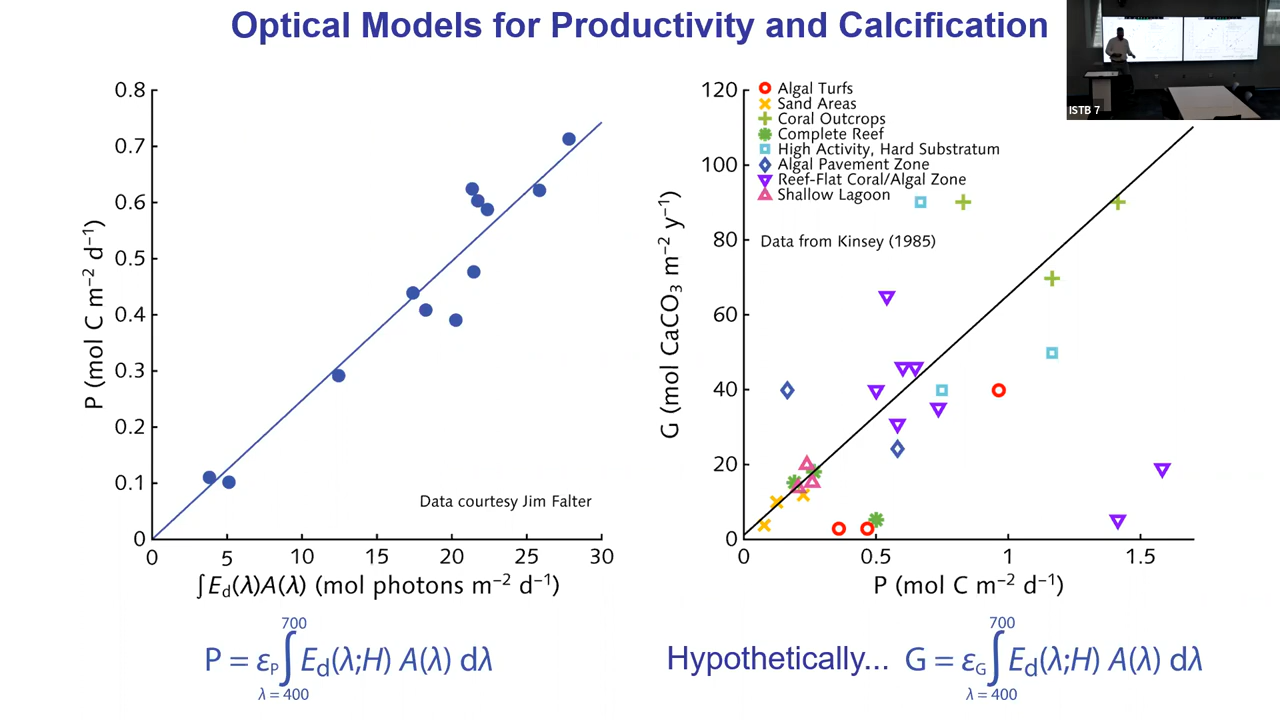 Optical Models for Productivity and Calcification
ISTB 7
0.8
0.7
0.6
0.5
0.4
0.3
0.2
0.1
0
0 5 10 15 20 25 30
P (mol C m⁻² d⁻¹)
Data courtesy Jim Falter
∫E_d(λ)A(λ) (mol photons m⁻² d⁻¹)
P = ε_P ∫ E_d(λ;H) A(λ) dλ
700
λ = 400
120
100
80
60
40
20
0
0 0.5 1 1.5
G (mol CaCO₃ m⁻² y⁻¹)
Algal Turfs
Sand Areas
Coral Outcrops
Complete Reef
High Activity, Hard Substratum
Algal Pavement Zone
Reef-Flat Coral/Algal Zone
Shallow Lagoon
Data from Kinsey (1985)
P (mol C m⁻² d⁻¹)
Hypothetically... G = ε_G ∫ E_d(λ;H) A(λ) dλ
700
λ = 400